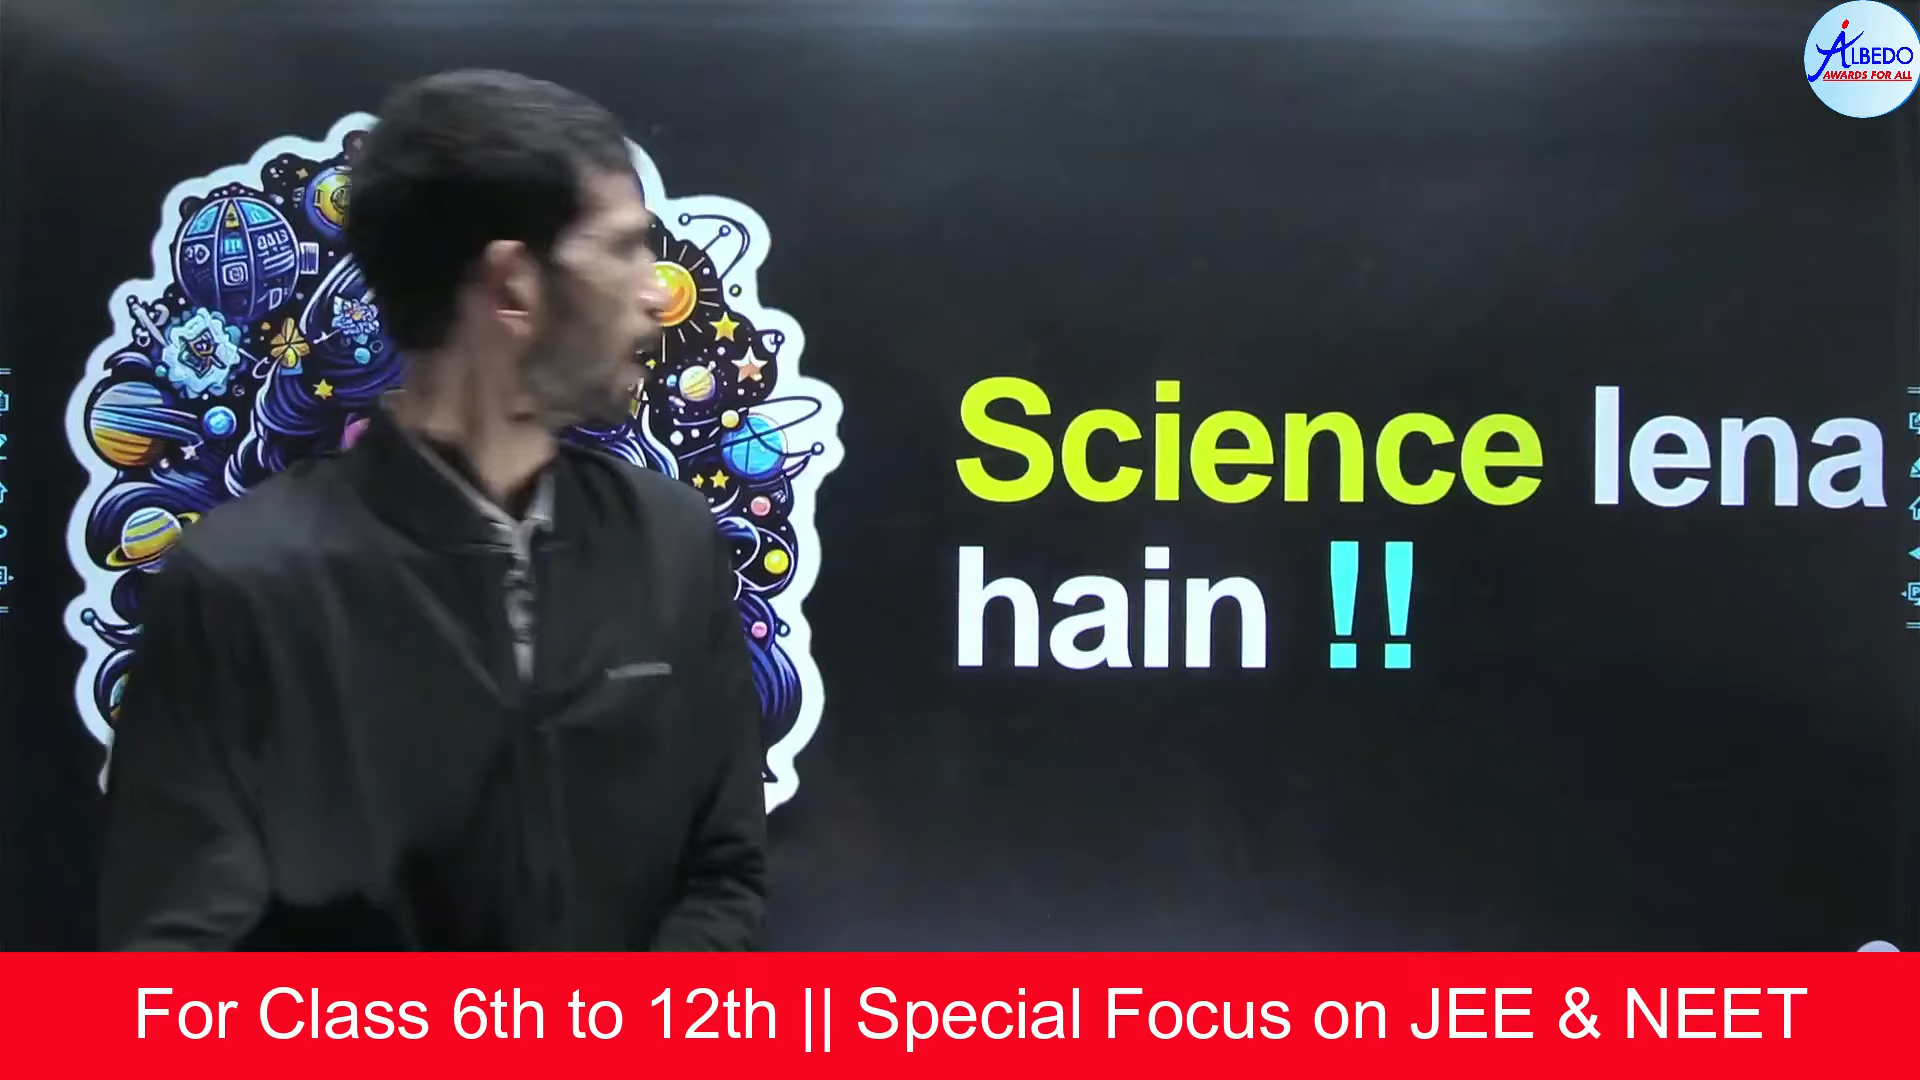 ALBEDO
AWARDS FOR ALL
Science lena
hain !!
For Class 6th to 12th || Special Focus on JEE & NEET